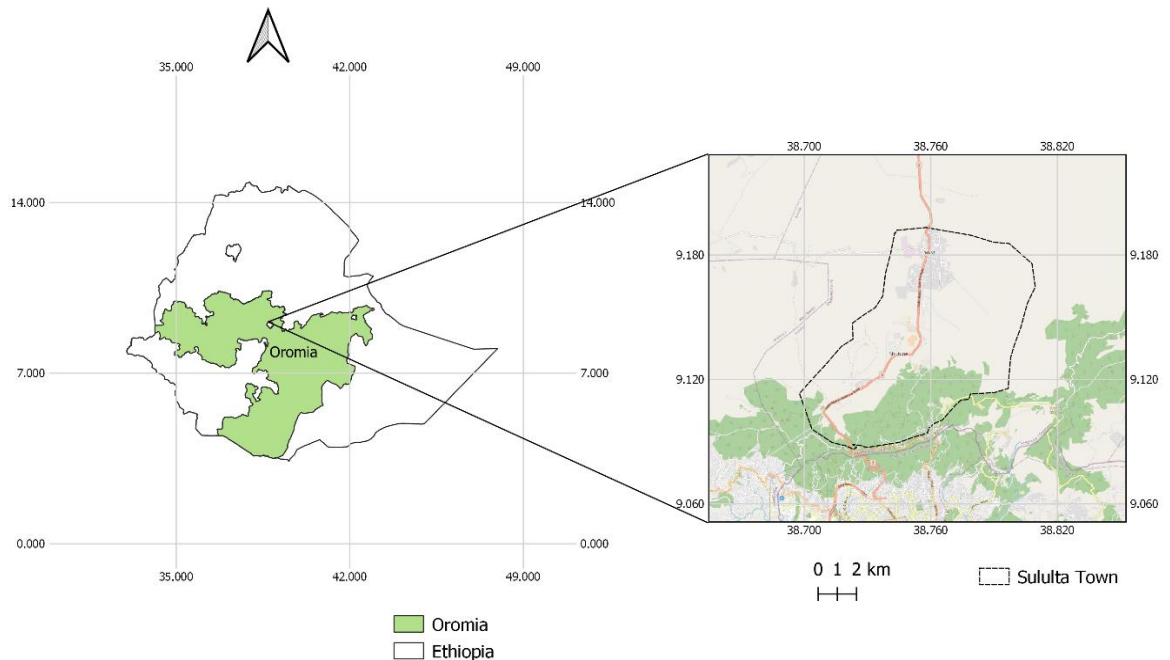 35.000 42.000 49.000
14.000 14.000
Oromia
7.000 7.000
0.000 0.000
35.000 42.000 49.000
Oromia
Ethiopia
38.700 38.760 38.820
9.180 9.180
9.120 9.120
9.060 9.060
38.700 38.760 38.820
0 1 2 km
Sululta Town